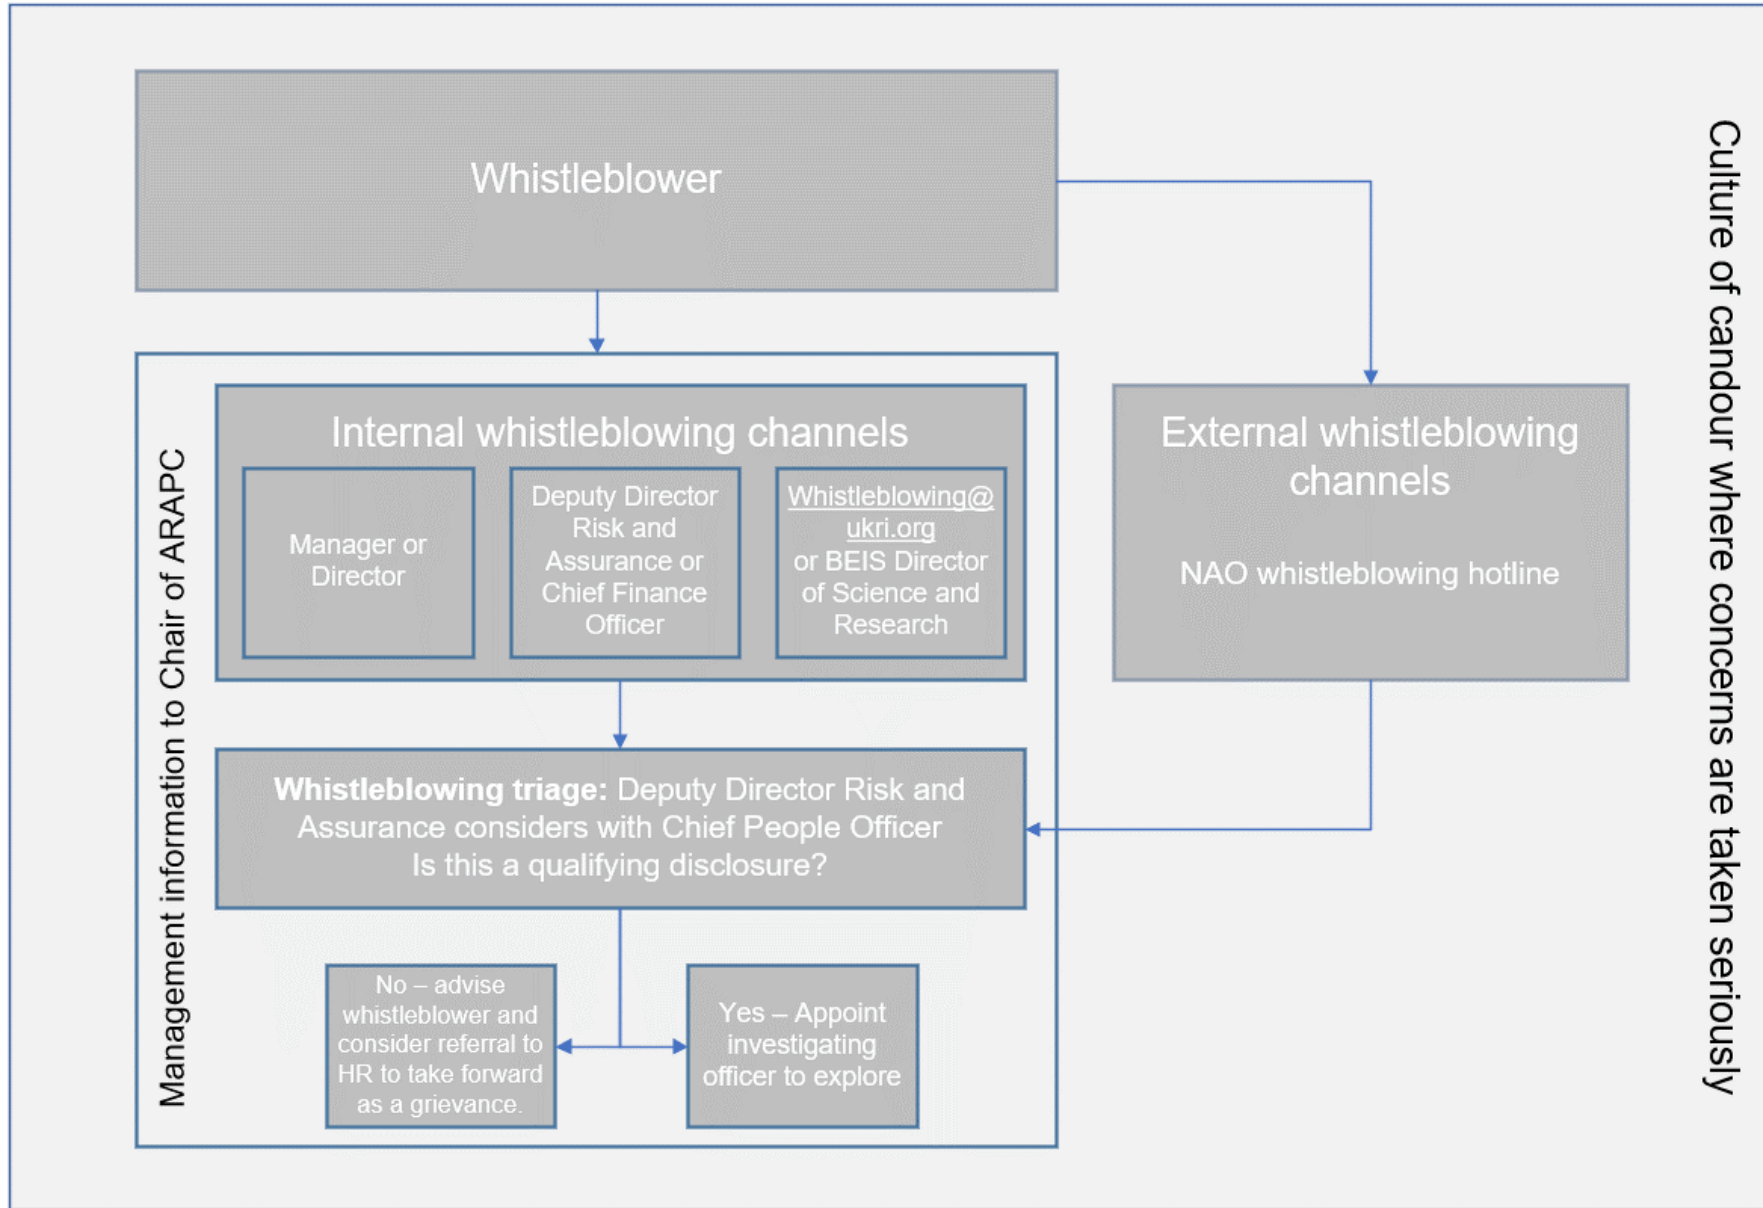 Whistleblower
Internal whistleblowing channels
Manager or
Director
Deputy Director
Risk and
Assurance or
Chief Finance
Officer
Whistleblowing@
ukri.org
or BEIS Director
of Science and
Research
External whistleblowing
channels
NAO whistleblowing hotline
Whistleblowing triage: Deputy Director Risk and
Assurance considers with Chief People Officer
Is this a qualifying disclosure?
No – advise
whistleblower and
consider referral to
HR to take forward
as a grievance.
Yes – Appoint
investigating
officer to explore
Management information to Chair of ARAPC
Culture of candour where concerns are taken seriously